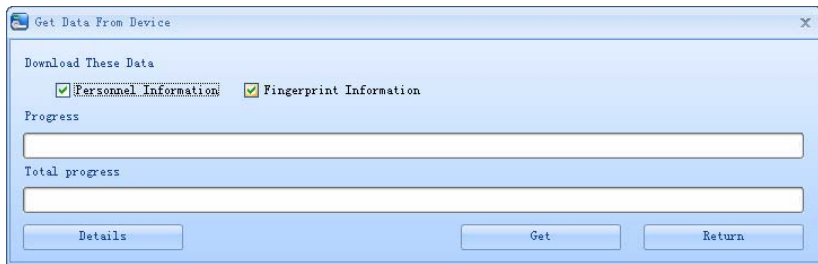 Get Data From Device
Download These Data
Personnel Information Fingerprint Information
Progress
Total progress
Details Get Return